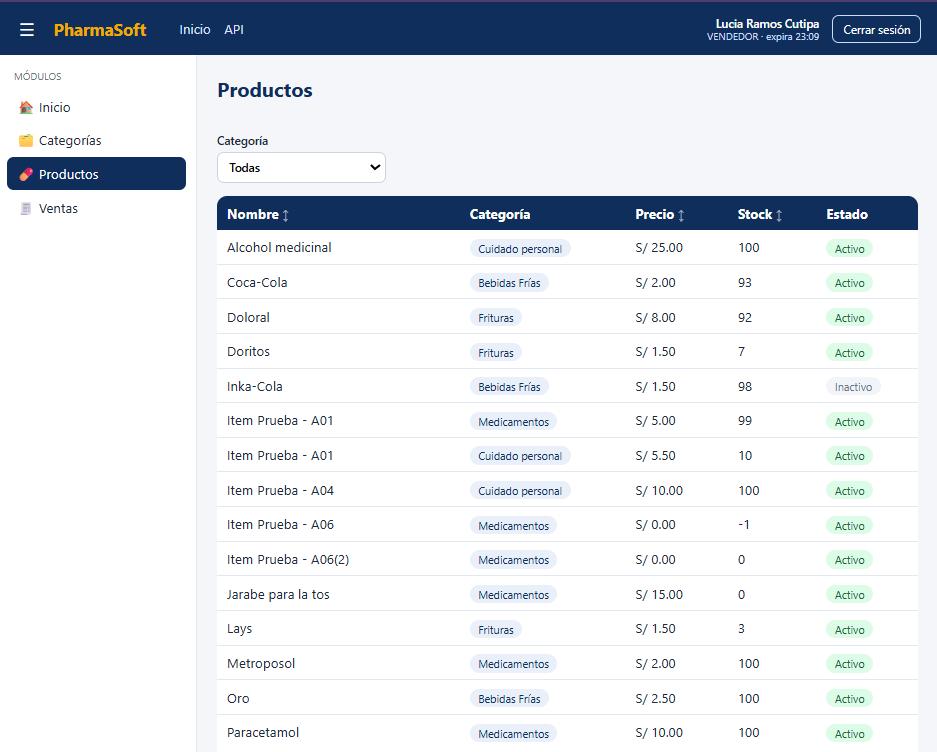 ☰ PharmaSoft Inicio API Lucia Ramos Cutipa Cerrar sesión
VENDEDOR · expira 23:09
MÓDULOS
Inicio
Categorías
Productos
Ventas
Productos
Categoría
Todas
Nombre ↕ Categoría Precio ↕ Stock ↕ Estado
Alcohol medicinal Cuidado personal S/ 25.00 100 Activo
Coca-Cola Bebidas Frías S/ 2.00 93 Activo
Doloral Frituras S/ 8.00 92 Activo
Doritos Frituras S/ 1.50 7 Activo
Inka-Cola Bebidas Frías S/ 1.50 98 Inactivo
Item Prueba - A01 Medicamentos S/ 5.00 99 Activo
Item Prueba - A01 Cuidado personal S/ 5.50 10 Activo
Item Prueba - A04 Cuidado personal S/ 10.00 100 Activo
Item Prueba - A06 Medicamentos S/ 0.00 -1 Activo
Item Prueba - A06(2) Medicamentos S/ 0.00 0 Activo
Jarabe para la tos Medicamentos S/ 15.00 0 Activo
Lays Frituras S/ 1.50 3 Activo
Metroposol Medicamentos S/ 2.00 100 Activo
Oro Bebidas Frías S/ 2.50 100 Activo
Paracetamol Medicamentos S/ 10.00 100 Activo